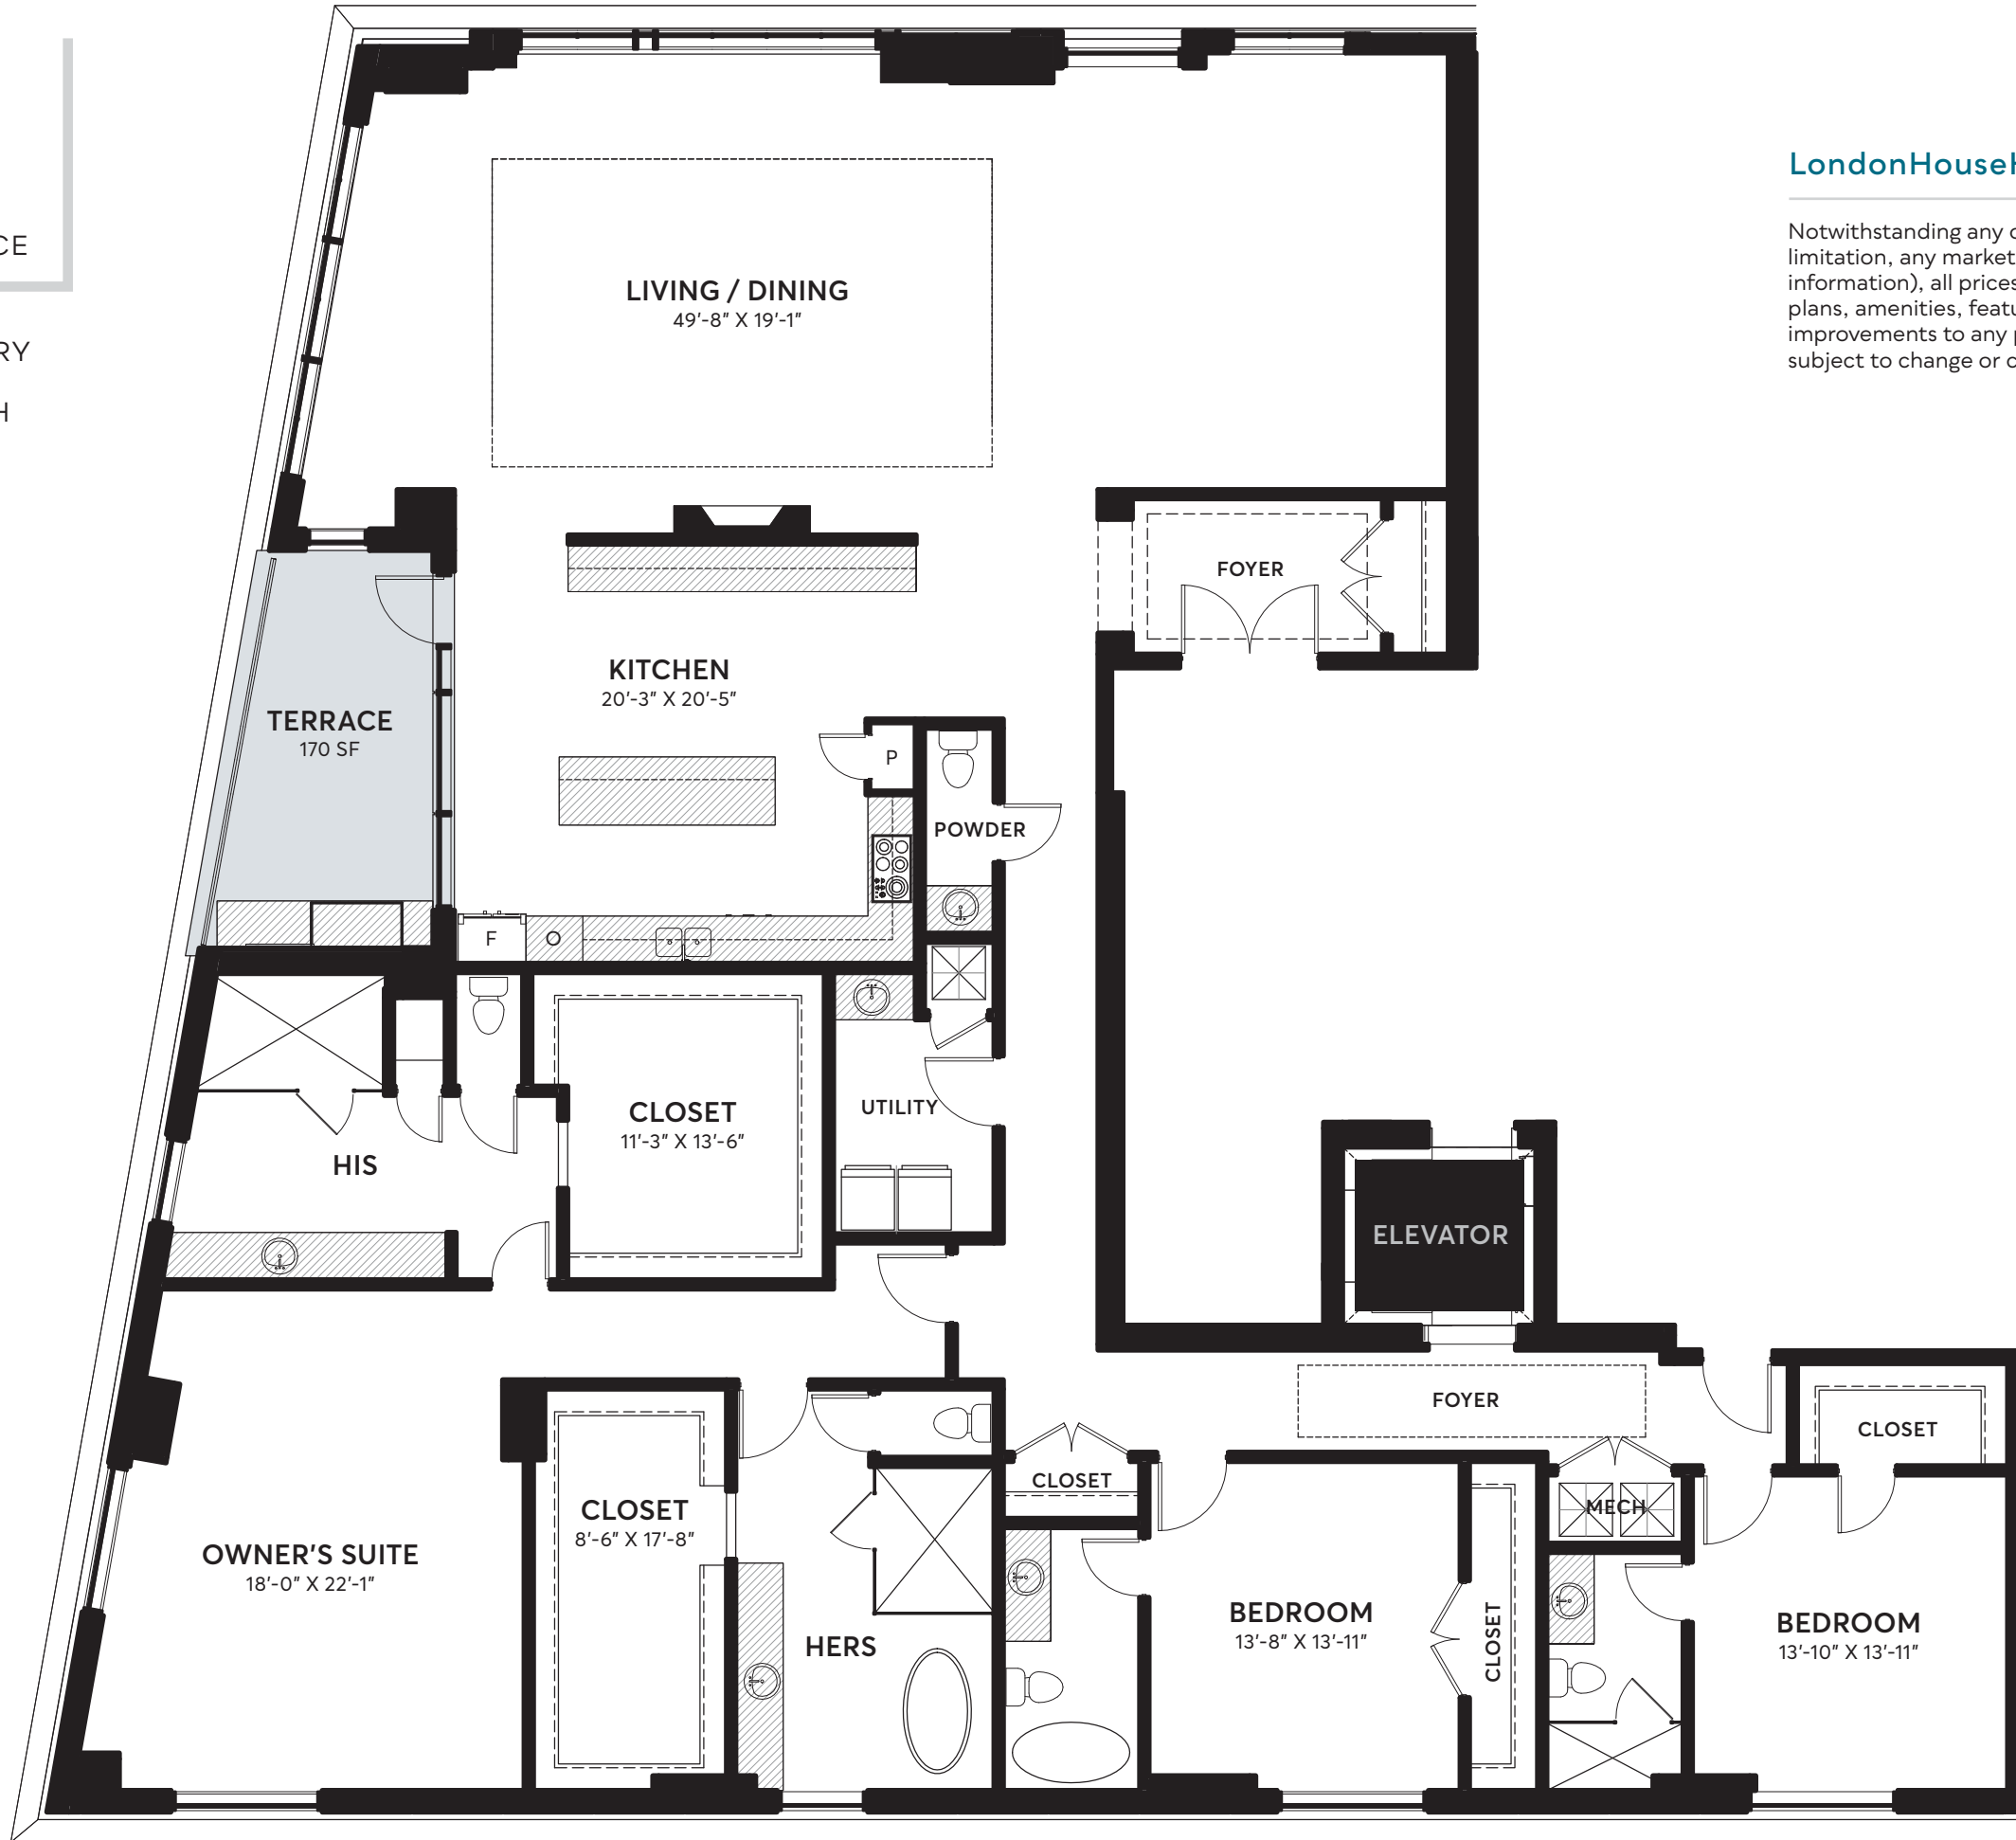 CE
RY
H
LondonHouse
Notwithstanding any
limitation, any market
information), all prices
plans, amenities, featu
improvements to any
subject to change or
LIVING / DINING
49'-8" X 19'-1"
FOYER
KITCHEN
20'-3" X 20'-5"
TERRACE
170 SF
P
POWDER
F
O
CLOSET
11'-3" X 13'-6"
UTILITY
HIS
ELEVATOR
FOYER
CLOSET
CLOSET
MECH
CLOSET
8'-6" X 17'-8"
OWNER'S SUITE
18'-0" X 22'-1"
HERS
BEDROOM
13'-8" X 13'-11"
CLOSET
BEDROOM
13'-10" X 13'-11"